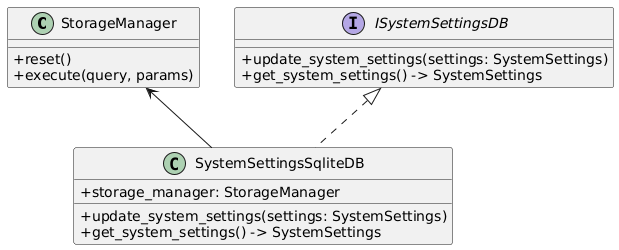 C StorageManager
+reset()
+execute(query, params)
I ISystemSettingsDB
+update_system_settings(settings: SystemSettings)
+get_system_settings() -> SystemSettings
C SystemSettingsSqliteDB
+storage_manager: StorageManager
+update_system_settings(settings: SystemSettings)
+get_system_settings() -> SystemSettings